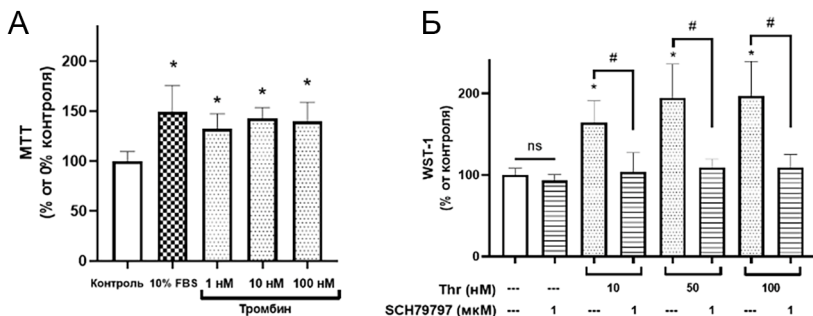 А
МТТ
(% от 0% контроля)
200
150
100
50
0
*
*
*
*
Контроль 10% FBS 1 нМ 10 нМ 100 нМ
Тромбин
Б
WST-1
(% от контроля)
200
100
0
ns
* # * # * #
Thr (нМ) --- --- 10 50 100
SCH79797 (мкМ) --- 1 --- 1 --- 1 --- 1